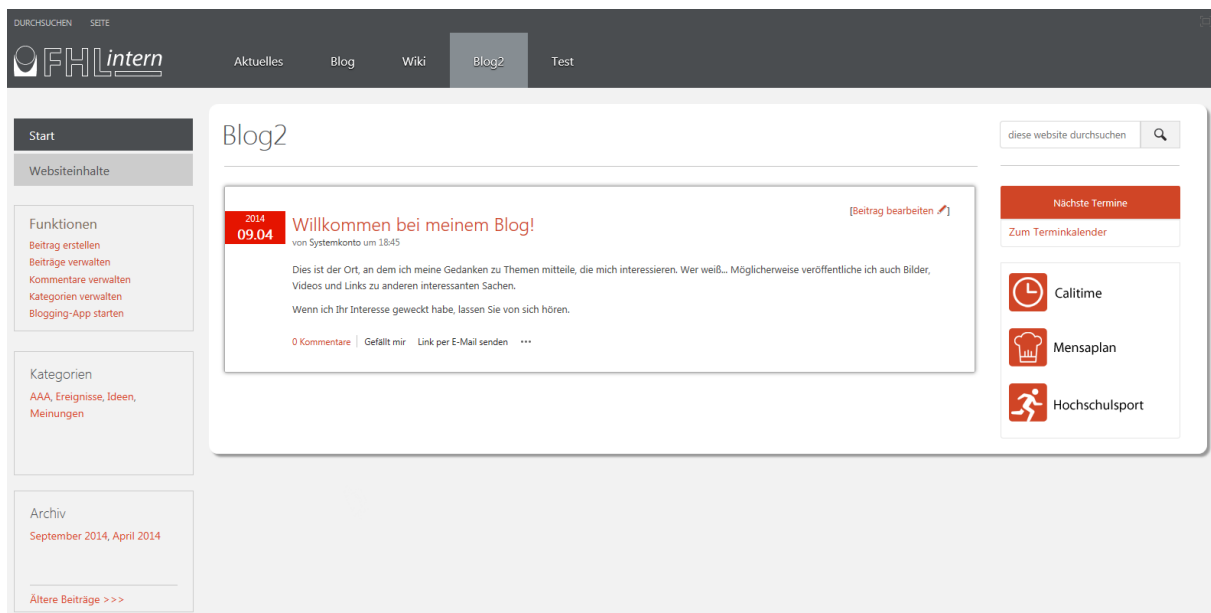 DURCHSUCHEN SEITE
FHL intern
Aktuelles Blog Wiki Blog2 Test
Start
Websiteinhalte
Funktionen
Beitrag erstellen
Beiträge verwalten
Kommentare verwalten
Kategorien verwalten
Blogging-App starten
Kategorien
AAA, Ereignisse, Ideen,
Meinungen
Archiv
September 2014, April 2014
Ältere Beiträge >>>
Blog2
2014
09.04
Willkommen bei meinem Blog!
[Beitrag bearbeiten ]
von Systemkonto um 18:45
Dies ist der Ort, an dem ich meine Gedanken zu Themen mitteile, die mich interessieren. Wer weiß... Möglicherweise veröffentliche ich auch Bilder,
Videos und Links zu anderen interessanten Sachen.
Wenn ich Ihr Interesse geweckt habe, lassen Sie von sich hören.
0 Kommentare Gefällt mir Link per E-Mail senden •••
diese website durchsuchen
Nächste Termine
Zum Terminkalender
Calitime
Mensaplan
Hochschulsport